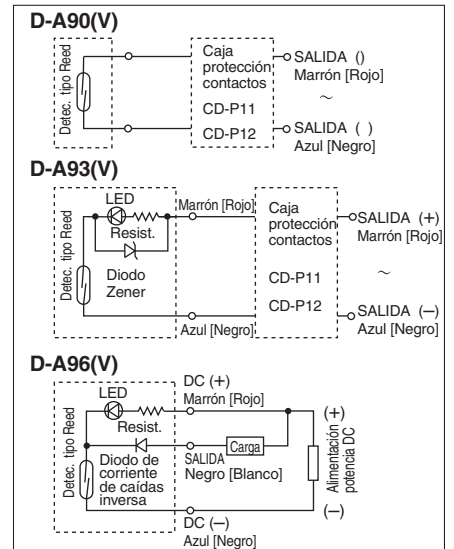 D-A90(V)
Detec. tipo Reed
Caja
protección
contactos
CD-P11
CD-P12
SALIDA ()
Marrón [Rojo]
~
SALIDA ( )
Azul [Negro]
D-A93(V)
Detec. tipo Reed
LED
Resist.
Diodo
Zener
Marrón [Rojo]
Azul [Negro]
Caja
protección
contactos
CD-P11
CD-P12
SALIDA (+)
Marrón [Rojo]
~
SALIDA (−)
Azul [Negro]
D-A96(V)
Detec. tipo Reed
LED
Resist.
Diodo de
corriente
de caídas
inversa
DC (+)
Marrón [Rojo]
Carga
SALIDA
Negro [Blanco]
DC (−)
Azul [Negro]
(+)
Alimentación
potencia DC
(−)